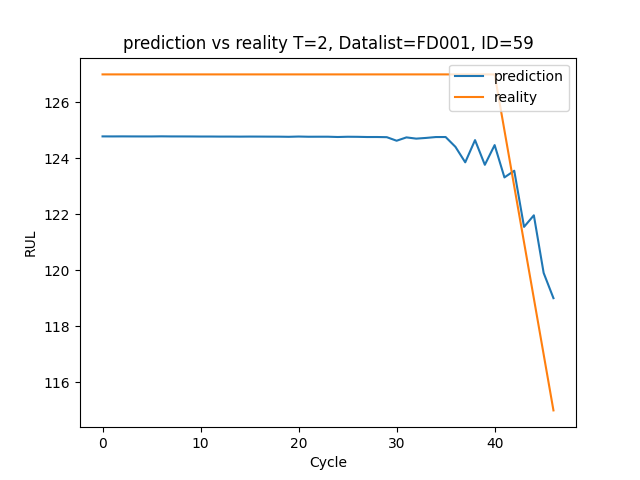 prediction vs reality T=2, Datalist=FD001, ID=59
prediction
reality
126
124
122
120
118
116
RUL
0 10 20 30 40
Cycle